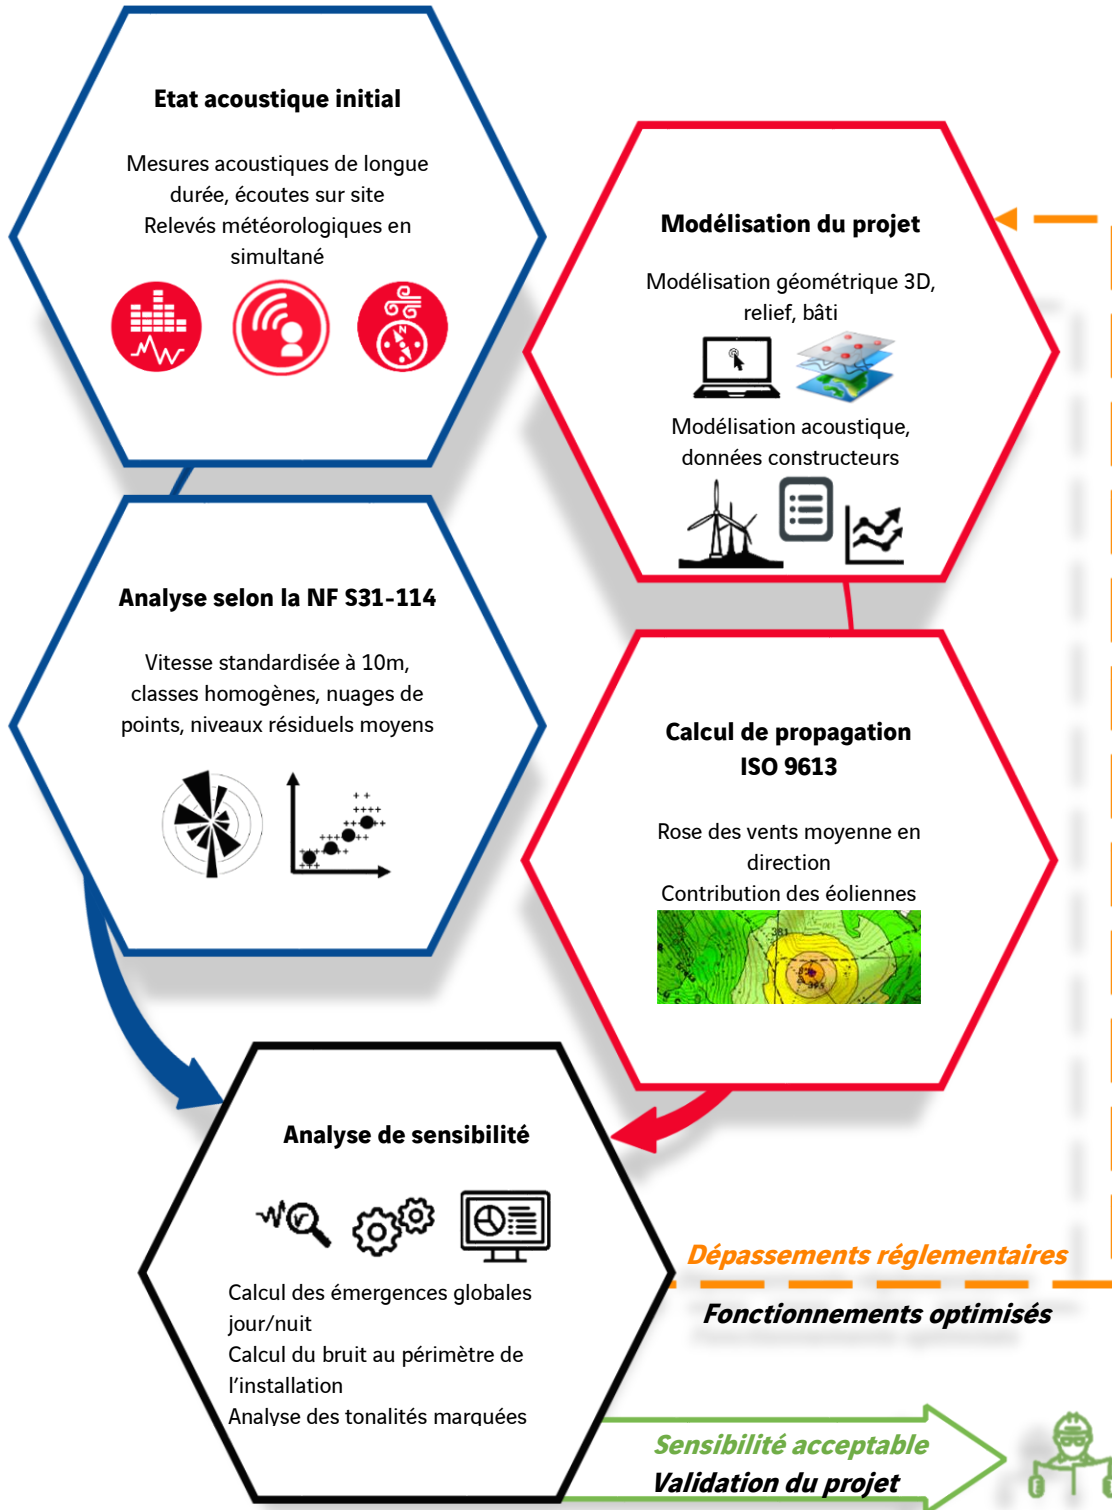 Etat acoustique initial
Mesures acoustiques de longue
durée, écoutes sur site
Relevés météorologiques en
simultané
Modélisation du projet
Modélisation géométrique 3D,
relief, bâti
Modélisation acoustique,
données constructeurs
Analyse selon la NF S31-114
Vitesse standardisée à 10m,
classes homogènes, nuages de
points, niveaux résiduels moyens
Calcul de propagation
ISO 9613
Rose des vents moyenne en
direction
Contribution des éoliennes
381
395
Analyse de sensibilité
Calcul des émergences globales
jour/nuit
Calcul du bruit au périmètre de
l'installation
Analyse des tonalités marquées
Dépassements réglementaires
Fonctionnements optimisés
Sensibilité acceptable
Validation du projet